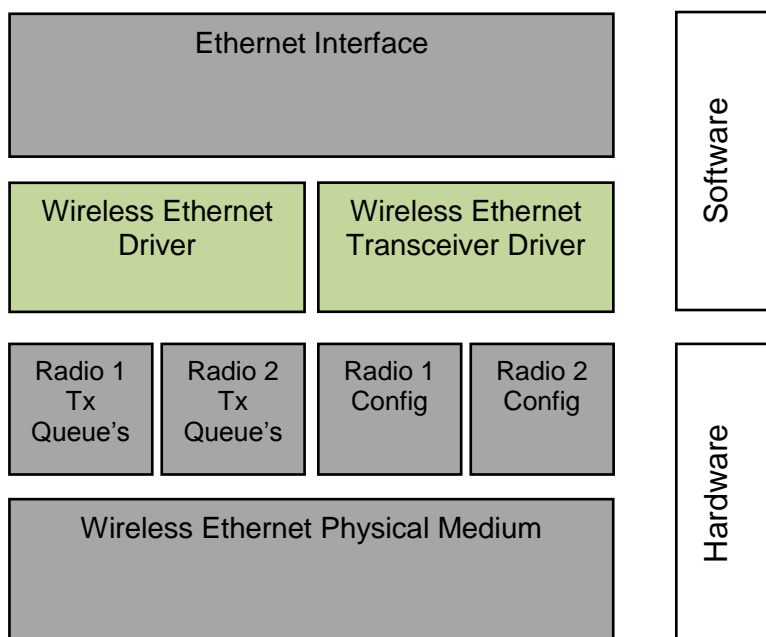 Ethernet Interface
Software
Wireless Ethernet
Driver
Wireless Ethernet
Transceiver Driver
Radio 1
Tx
Queue's
Radio 2
Tx
Queue's
Radio 1
Config
Radio 2
Config
Hardware
Wireless Ethernet Physical Medium